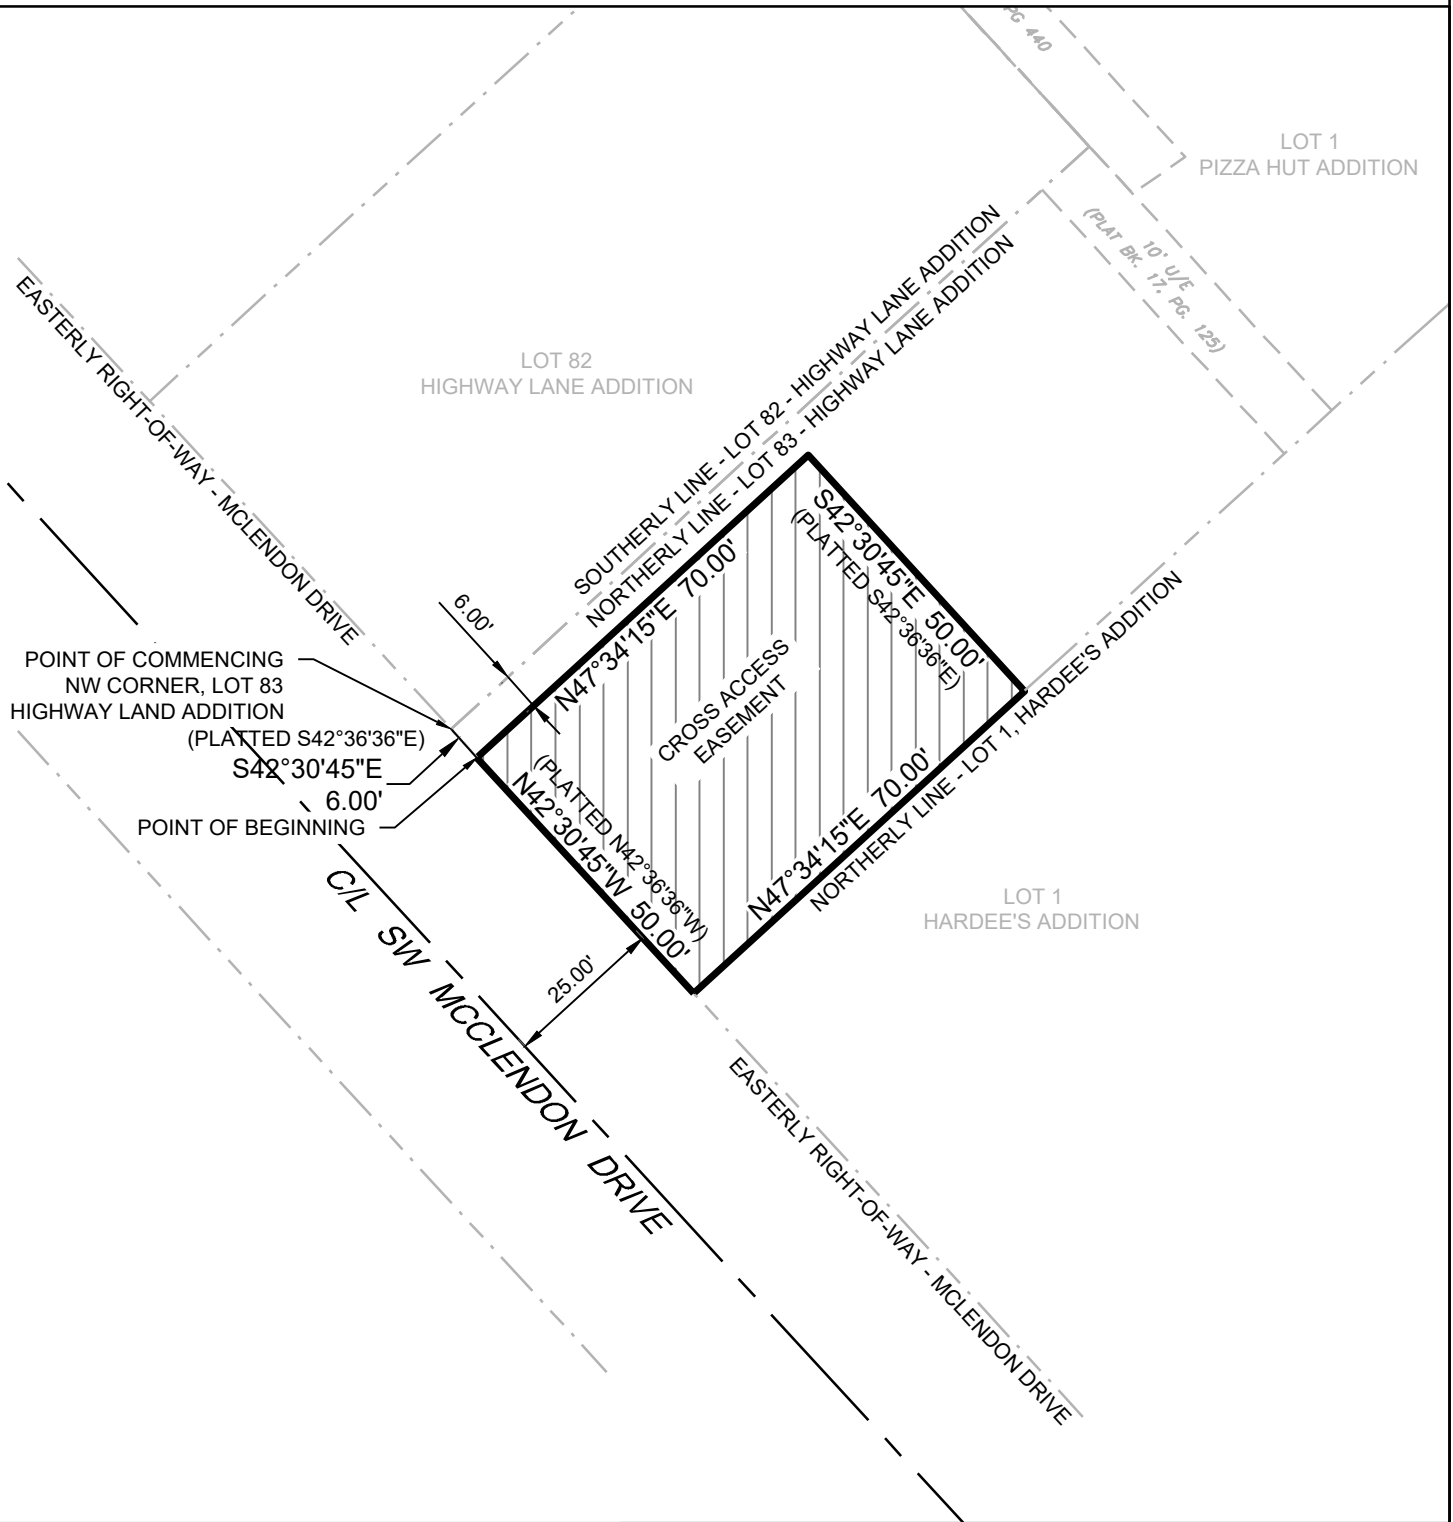 PG 440
LOT 1
PIZZA HUT ADDITION
10' U/E
(PLAT BK. 17, PG. 125)
EASTERLY RIGHT-OF-WAY - MCLENDON DRIVE
LOT 82
HIGHWAY LANE ADDITION
SOUTHERLY LINE - LOT 82 - HIGHWAY LANE ADDITION
NORTHERLY LINE - LOT 83 - HIGHWAY LANE ADDITION
6.00'
N47°34'15"E 70.00'
S42°30'45"E 50.00'
(PLATTED S42°36'36"E)
CROSS ACCESS
EASEMENT
POINT OF COMMENCING
NW CORNER, LOT 83
HIGHWAY LAND ADDITION
(PLATTED S42°36'36"E)
S42°30'45"E
6.00'
POINT OF BEGINNING
(PLATTED N42°36'36"W)
N42°30'45"W 50.00'
N47°34'15"E 70.00'
NORTHERLY LINE - LOT 1, HARDEE'S ADDITION
LOT 1
HARDEE'S ADDITION
25.00'
C/L SW MCCLENDON DRIVE
EASTERLY RIGHT-OF-WAY - MCLENDON DRIVE